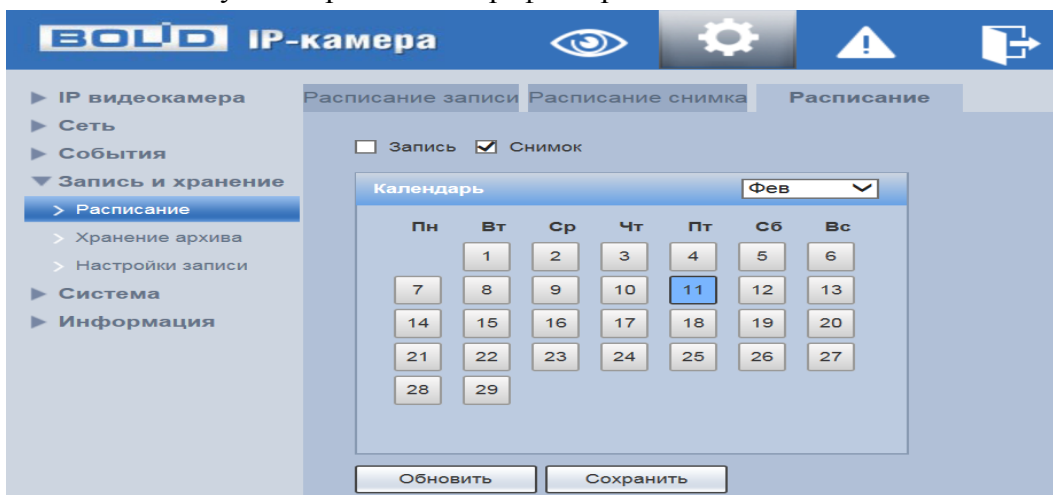 BOLID IP-камера
IP видеокамера
Сеть
События
Запись и хранение
> Расписание
> Хранение архива
> Настройки записи
Система
Информация
Расписание записи Расписание снимка Расписание
Запись Снимок
Календарь Фев
Пн Вт Ср Чт Пт Сб Вс
1 2 3 4 5 6
7 8 9 10 11 12 13
14 15 16 17 18 19 20
21 22 23 24 25 26 27
28 29
Обновить Сохранить